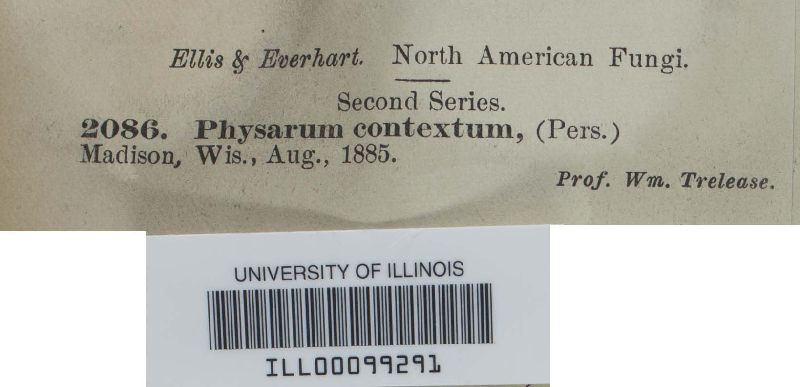 Ellis & Everhart. North American Fungi.
Second Series.
2086. Physarum contextum, (Pers.)
Madison, Wis., Aug., 1885.
Prof. Wm. Trelease.
UNIVERSITY OF ILLINOIS
ILL00099291